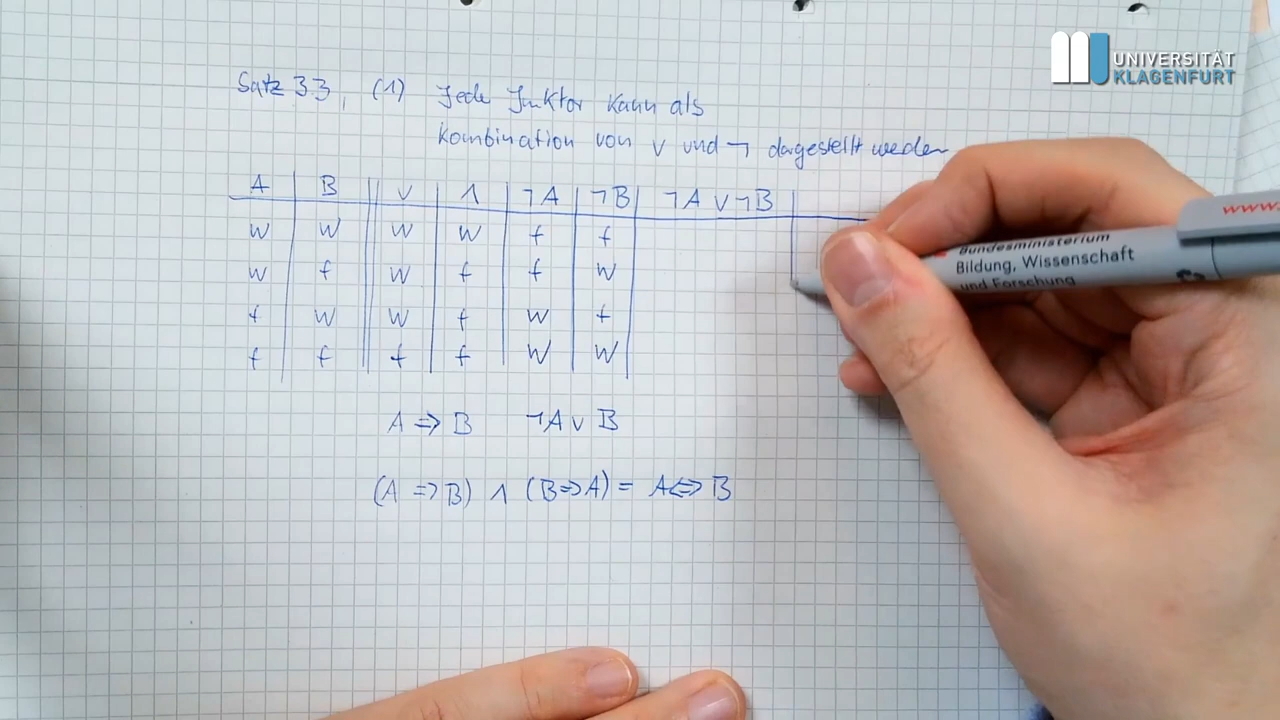 UNIVERSITÄT
KLAGENFURT
Satz 33, (1) Jede Junktor kann als
Kombination von ∨ und ¬ dargestellt werden
A B ∨ ∧ ¬A ¬B ¬A ∨ ¬B
w w w w f f
w f w f f w
f w w f w f
f f f f w w
A ⇒ B ¬A ∨ B
(A ⇒ B) ∧ (B ⇒ A) = A ⇔ B
www.
Bundesministerium
Bildung, Wissenschaft
und Forschung